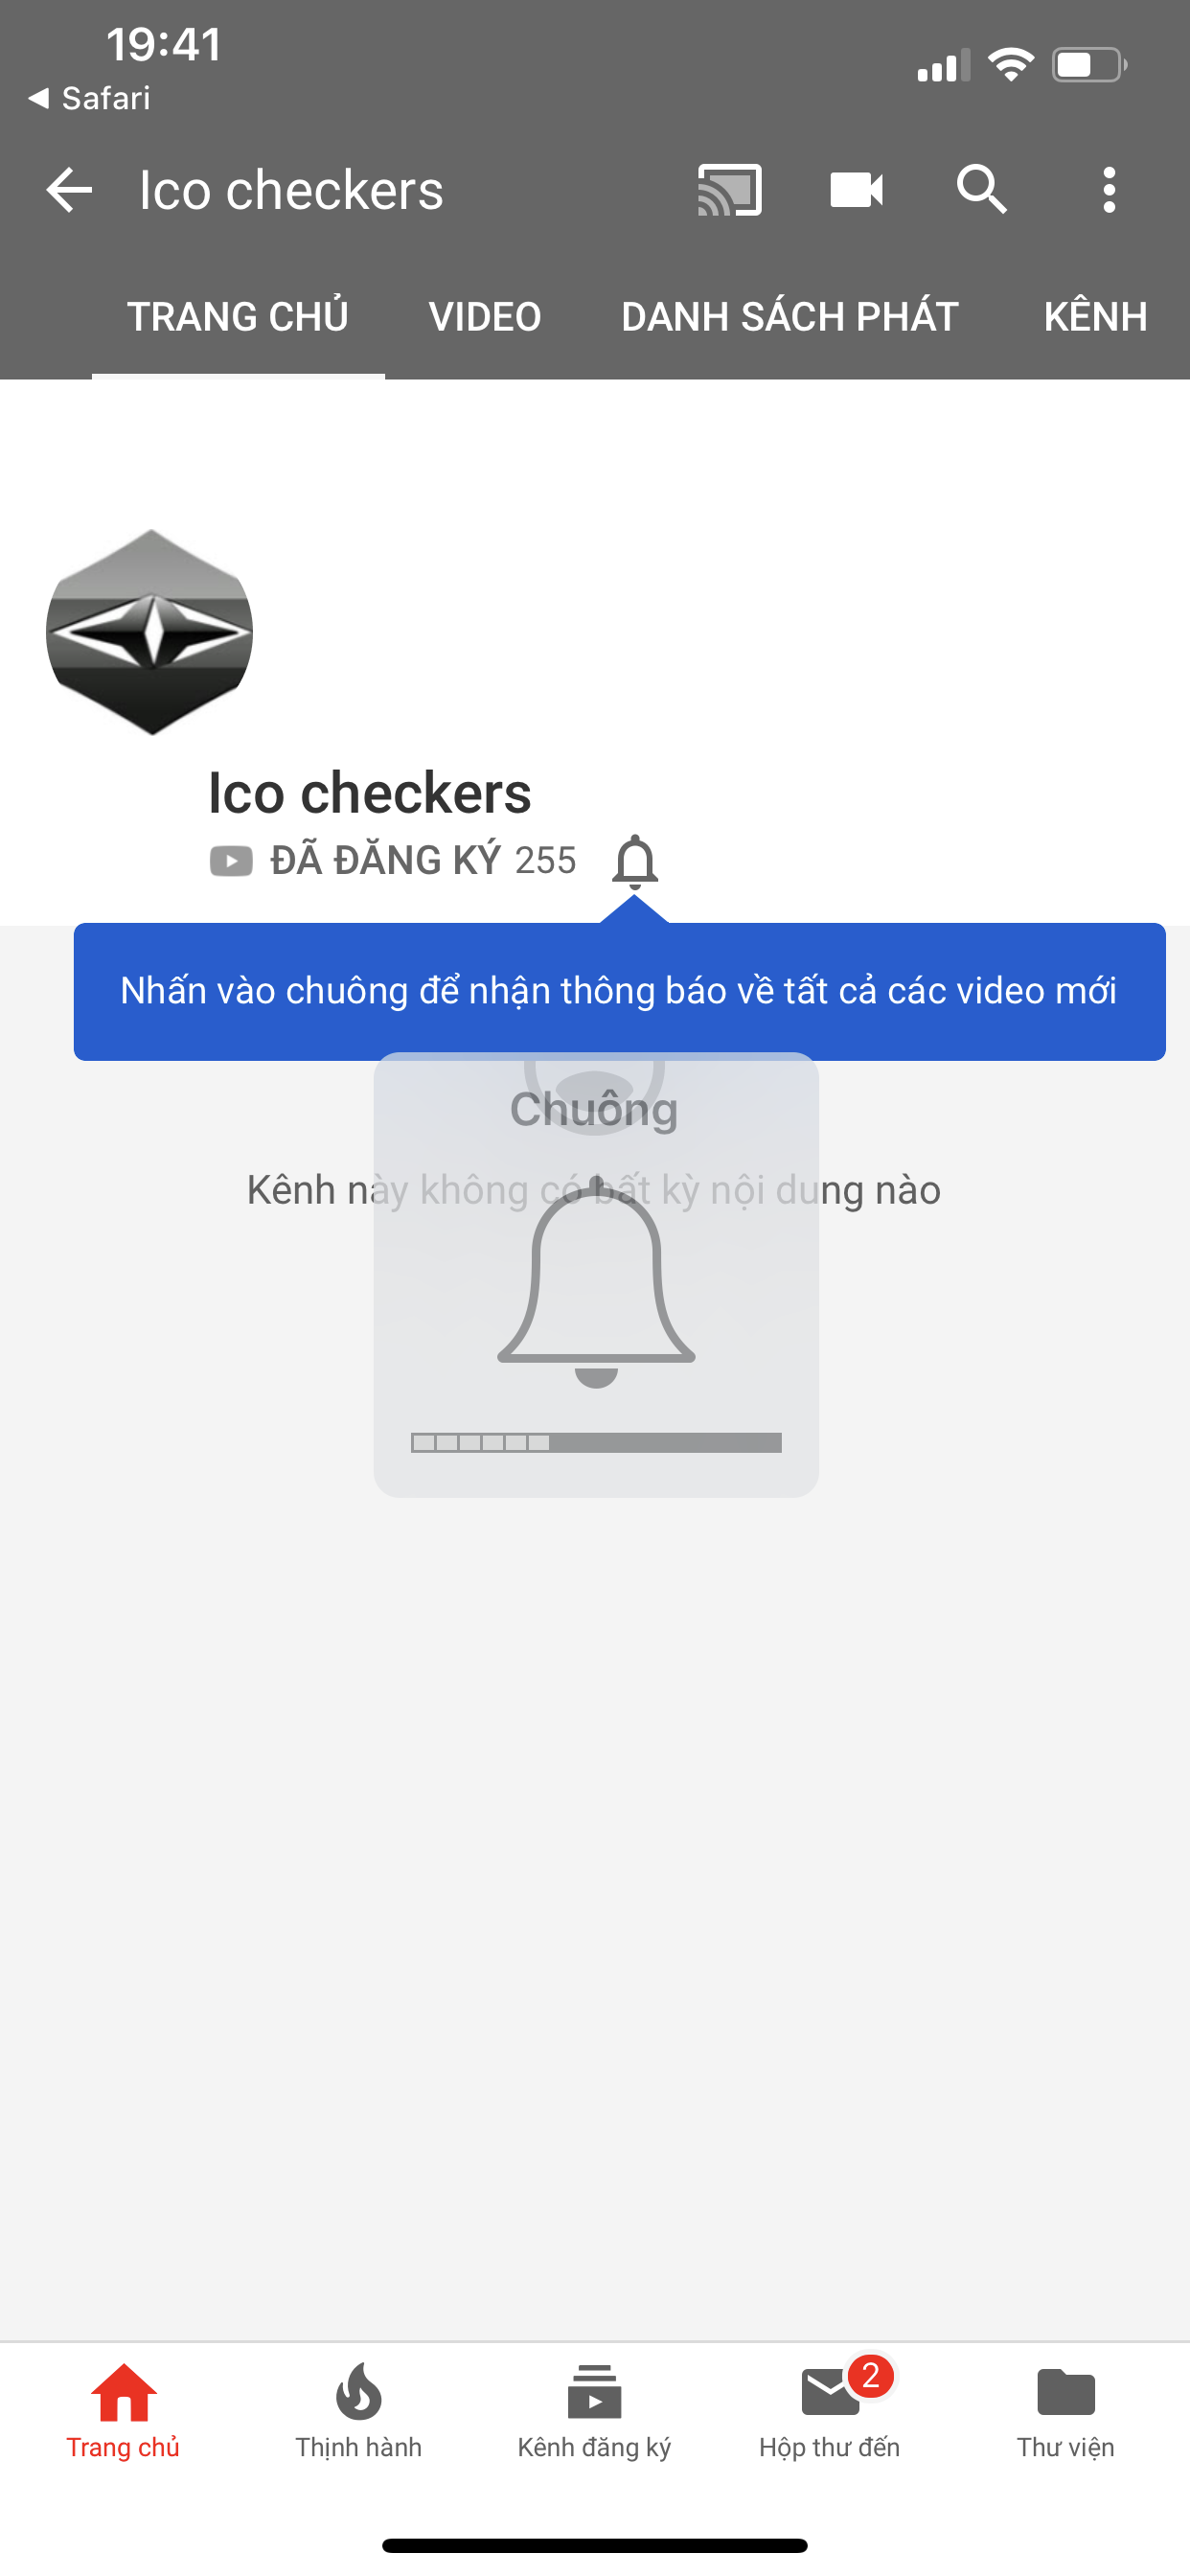 19:41
Safari
Ico checkers
TRANG CHỦ VIDEO DANH SÁCH PHÁT KÊNH
Ico checkers
ĐÃ ĐĂNG KÝ 255
Nhấn vào chuông để nhận thông báo về tất cả các video mới
Chuông
Kênh này không có bất kỳ nội dung nào
2
Trang chủ Thịnh hành Kênh đăng ký Hộp thư đến Thư viện